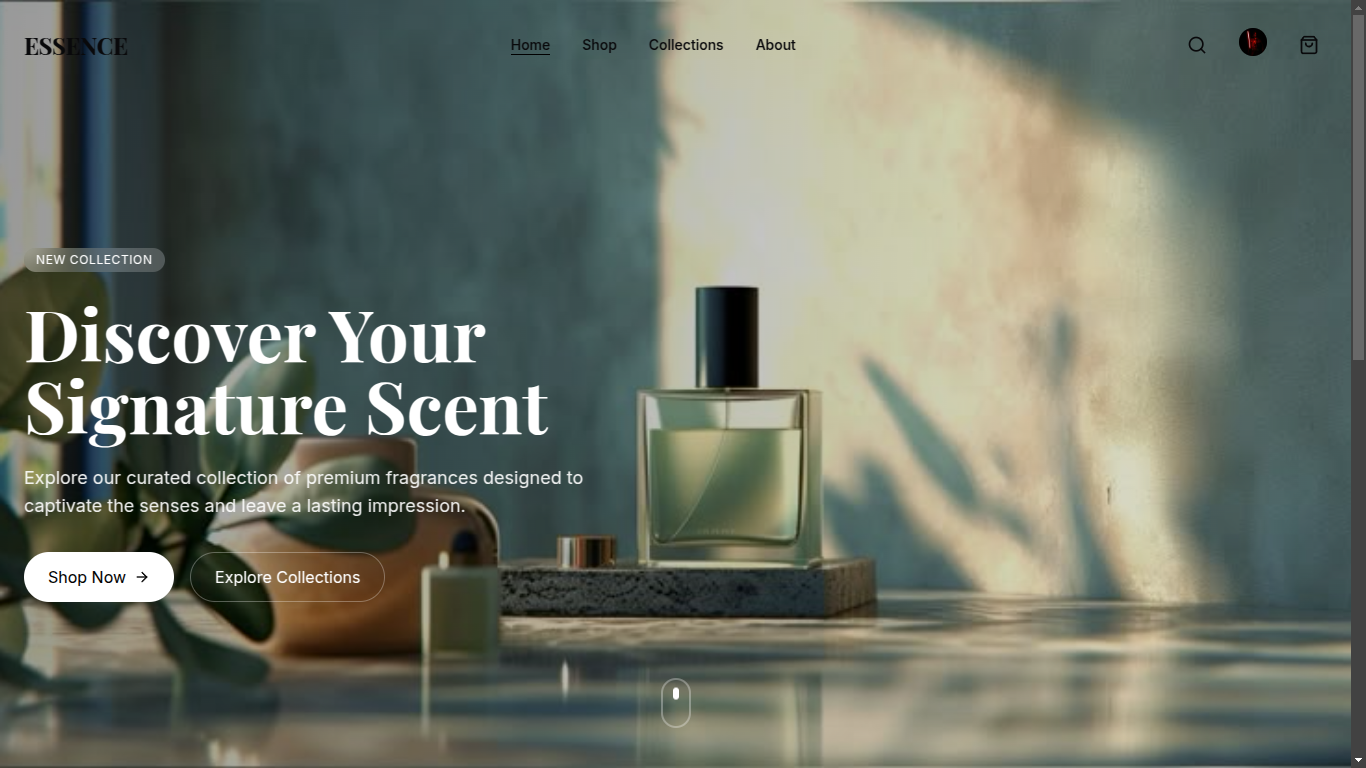 ESSENCE
Home
Shop
Collections
About
NEW COLLECTION
Discover Your
Signature Scent
Explore our curated collection of premium fragrances designed to
captivate the senses and leave a lasting impression.
Shop Now
Explore Collections